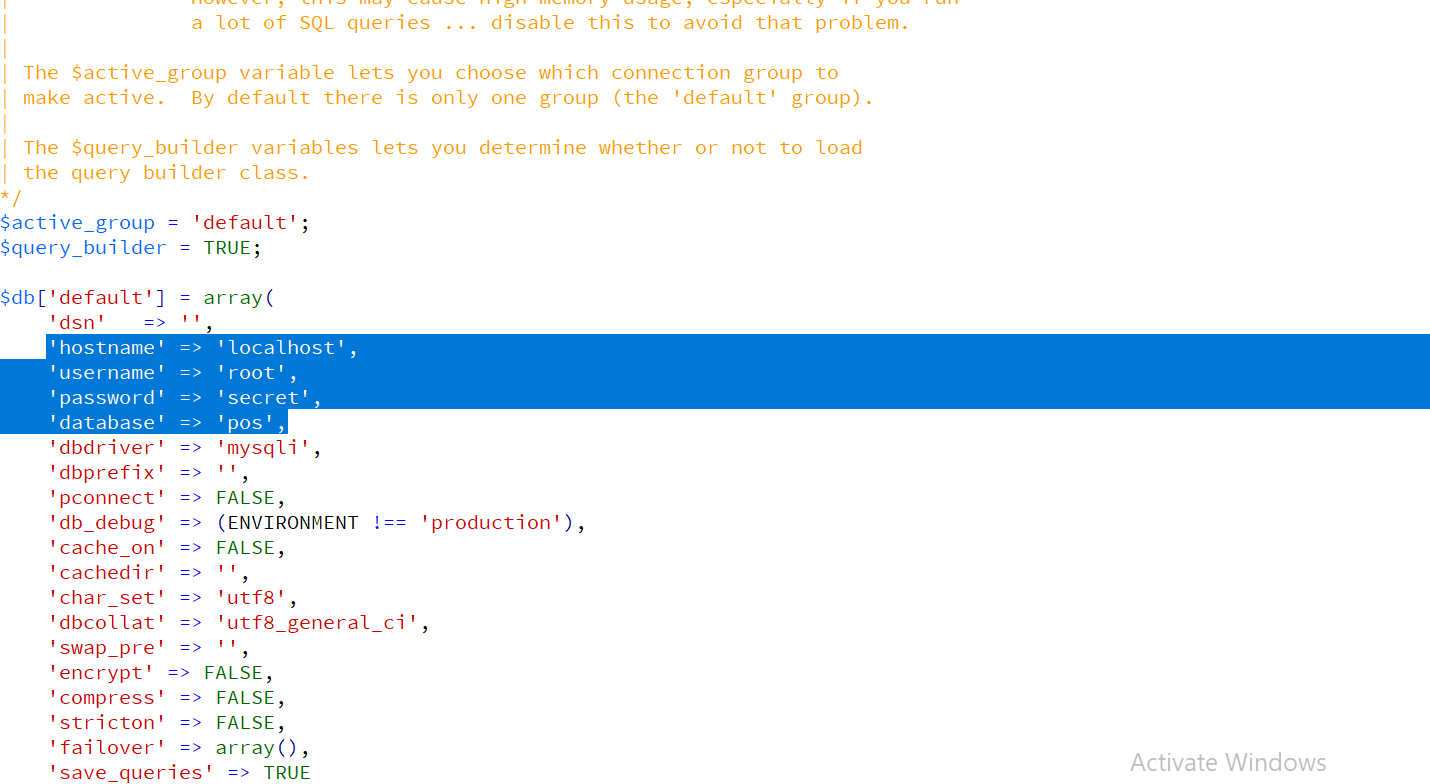 However, this may cause high memory usage, especially if you run
| a lot of SQL queries ... disable this to avoid that problem.
|
| The $active_group variable lets you choose which connection group to
| make active.  By default there is only one group (the 'default' group).
|
| The $query_builder variables lets you determine whether or not to load
| the query builder class.
*/
$active_group = 'default';
$query_builder = TRUE;

$db['default'] = array(
    'dsn'   => '',
    'hostname' => 'localhost',
    'username' => 'root',
    'password' => 'secret',
    'database' => 'pos',
    'dbdriver' => 'mysqli',
    'dbprefix' => '',
    'pconnect' => FALSE,
    'db_debug' => (ENVIRONMENT !== 'production'),
    'cache_on' => FALSE,
    'cachedir' => '',
    'char_set' => 'utf8',
    'dbcollat' => 'utf8_general_ci',
    'swap_pre' => '',
    'encrypt' => FALSE,
    'compress' => FALSE,
    'stricton' => FALSE,
    'failover' => array(),
    'save_queries' => TRUE
Activate Windows